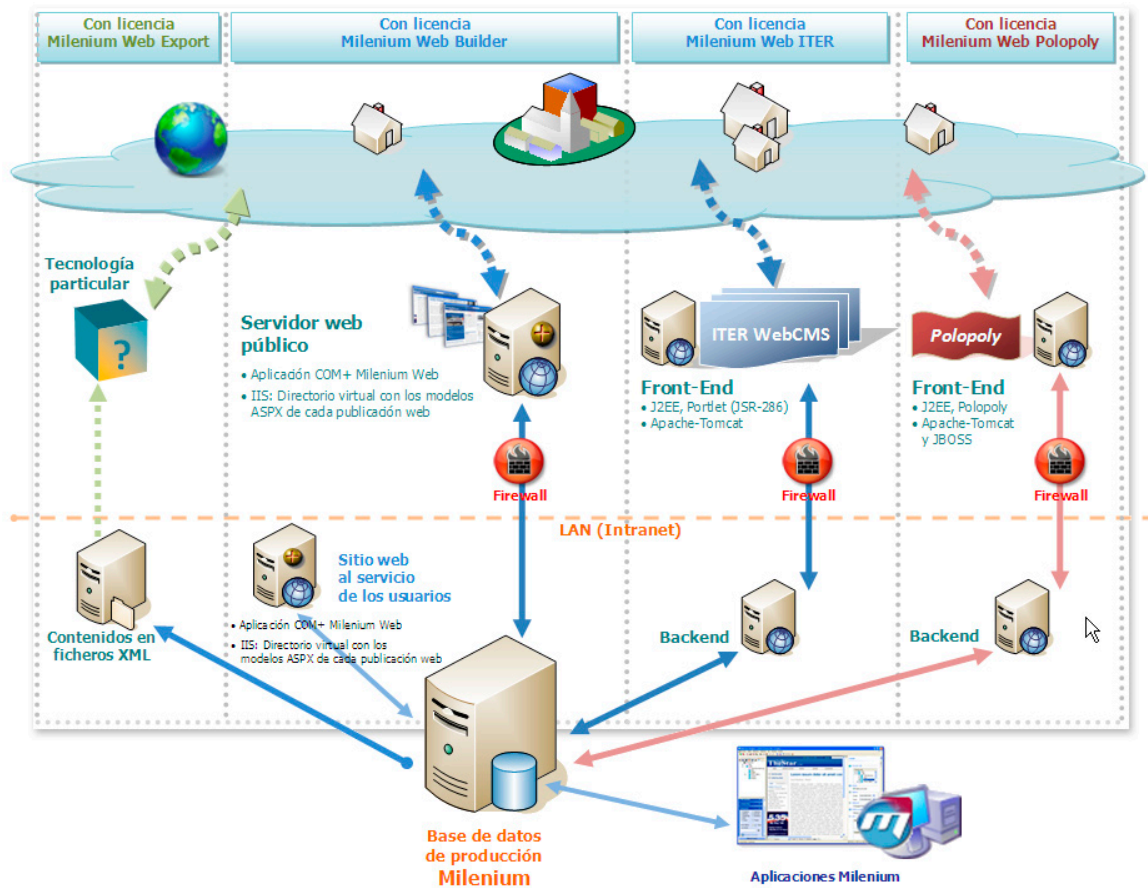 Con licencia
Milenium Web Export
Con licencia
Milenium Web Builder
Con licencia
Milenium Web ITER
Con licencia
Milenium Web Polopoly
Tecnología
particular
?
Servidor web
público
• Aplicación COM+ Milenium Web
• IIS: Directorio virtual con los modelos
ASPX de cada publicación web
Firewall
ITER WebCMS
Front-End
• J2EE, Portlet (JSR-286)
• Apache-Tomcat
Firewall
Polopoly
Front-End
• J2EE, Polopoly
• Apache-Tomcat
y JBOSS
Firewall
LAN (Intranet)
Contenidos en
ficheros XML
Sitio web
al servicio
de los usuarios
• Aplicación COM+ Milenium Web
• IIS: Directorio virtual con los
modelos ASPX de cada publicación web
Backend
Backend
Base de datos
de producción
Milenium
Aplicaciones Milenium